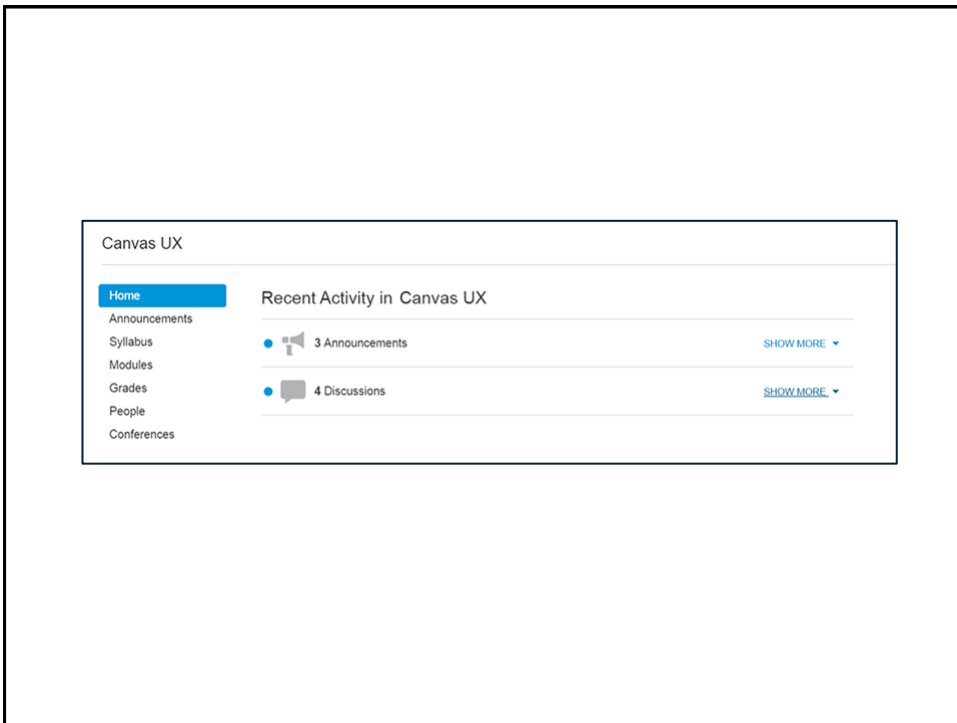 Canvas UX
Home
Announcements
Syllabus
Modules
Grades
People
Conferences
Recent Activity in Canvas UX
3 Announcements SHOW MORE
4 Discussions SHOW MORE